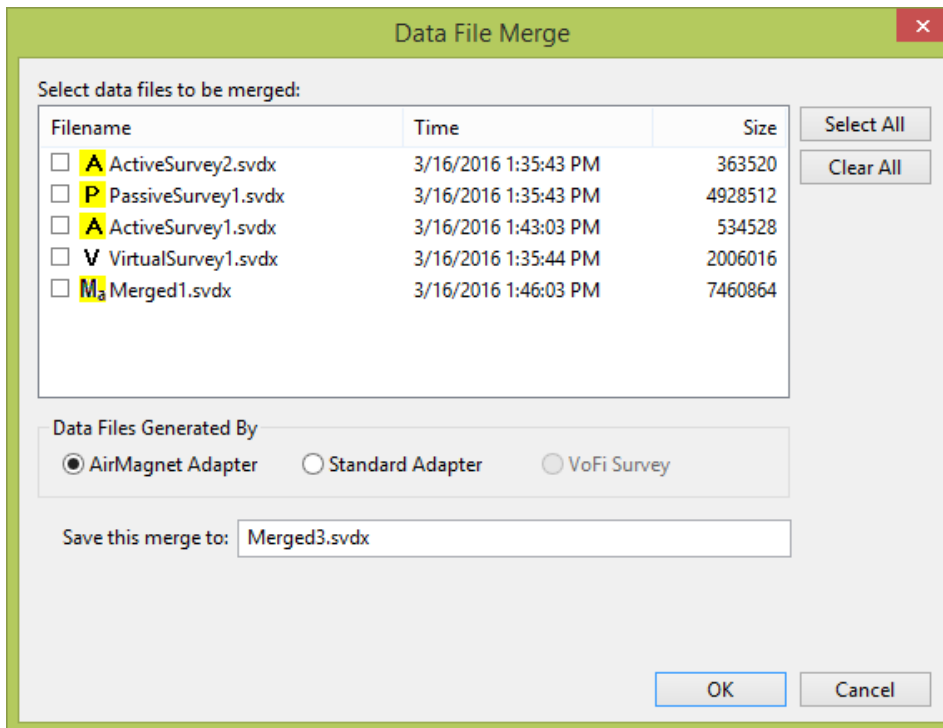 Data File Merge
Select data files to be merged:
Filename Time Size
A ActiveSurvey2.svdx 3/16/2016 1:35:43 PM 363520
P PassiveSurvey1.svdx 3/16/2016 1:35:43 PM 4928512
A ActiveSurvey1.svdx 3/16/2016 1:43:03 PM 534528
V VirtualSurvey1.svdx 3/16/2016 1:35:44 PM 2006016
Ma Merged1.svdx 3/16/2016 1:46:03 PM 7460864
Select All
Clear All
Data Files Generated By
AirMagnet Adapter Standard Adapter VoFi Survey
Save this merge to: Merged3.svdx
OK Cancel